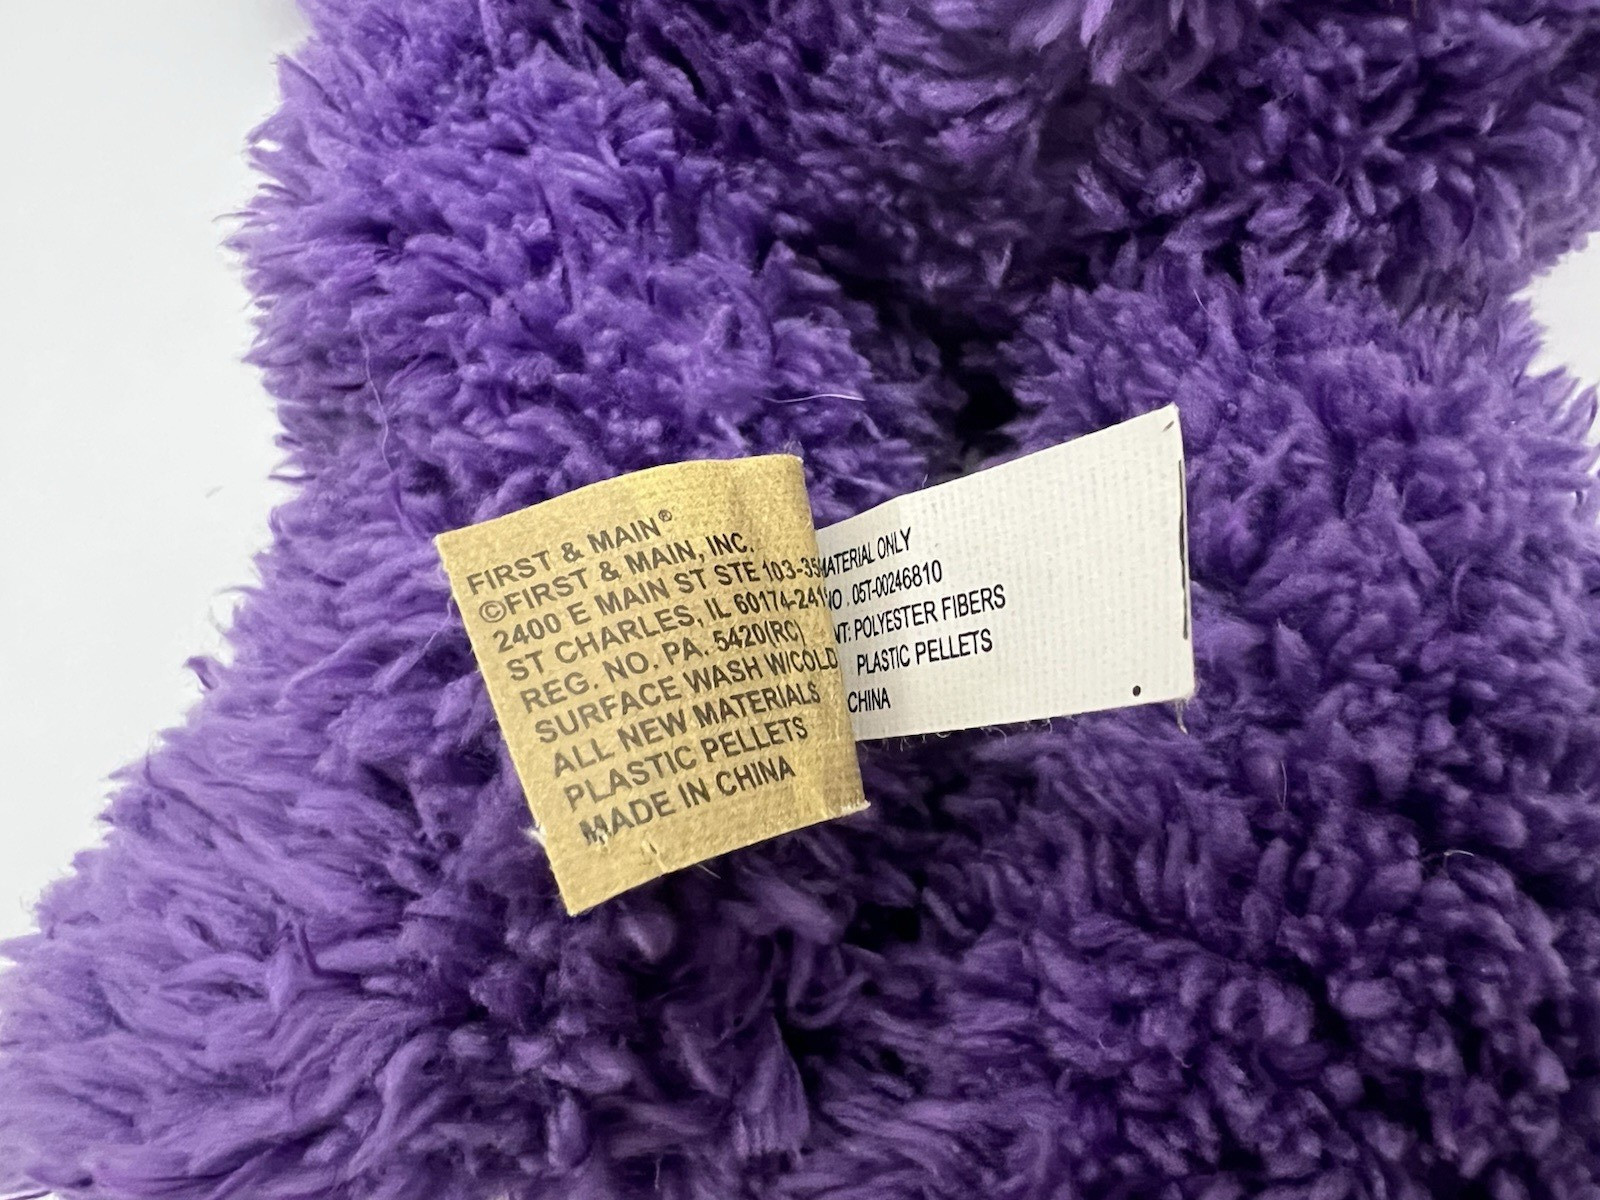 FIRST & MAIN®
©FIRST & MAIN, INC.
2400 E MAIN ST STE 103-35
ST CHARLES, IL 60174-241
REG. NO. PA. 5420(RC)
SURFACE WASH W/COLD
ALL NEW MATERIALS
PLASTIC PELLETS
MADE IN CHINA
MATERIAL ONLY
NO. 05T-00246810
NT: POLYESTER FIBERS
PLASTIC PELLETS
CHINA